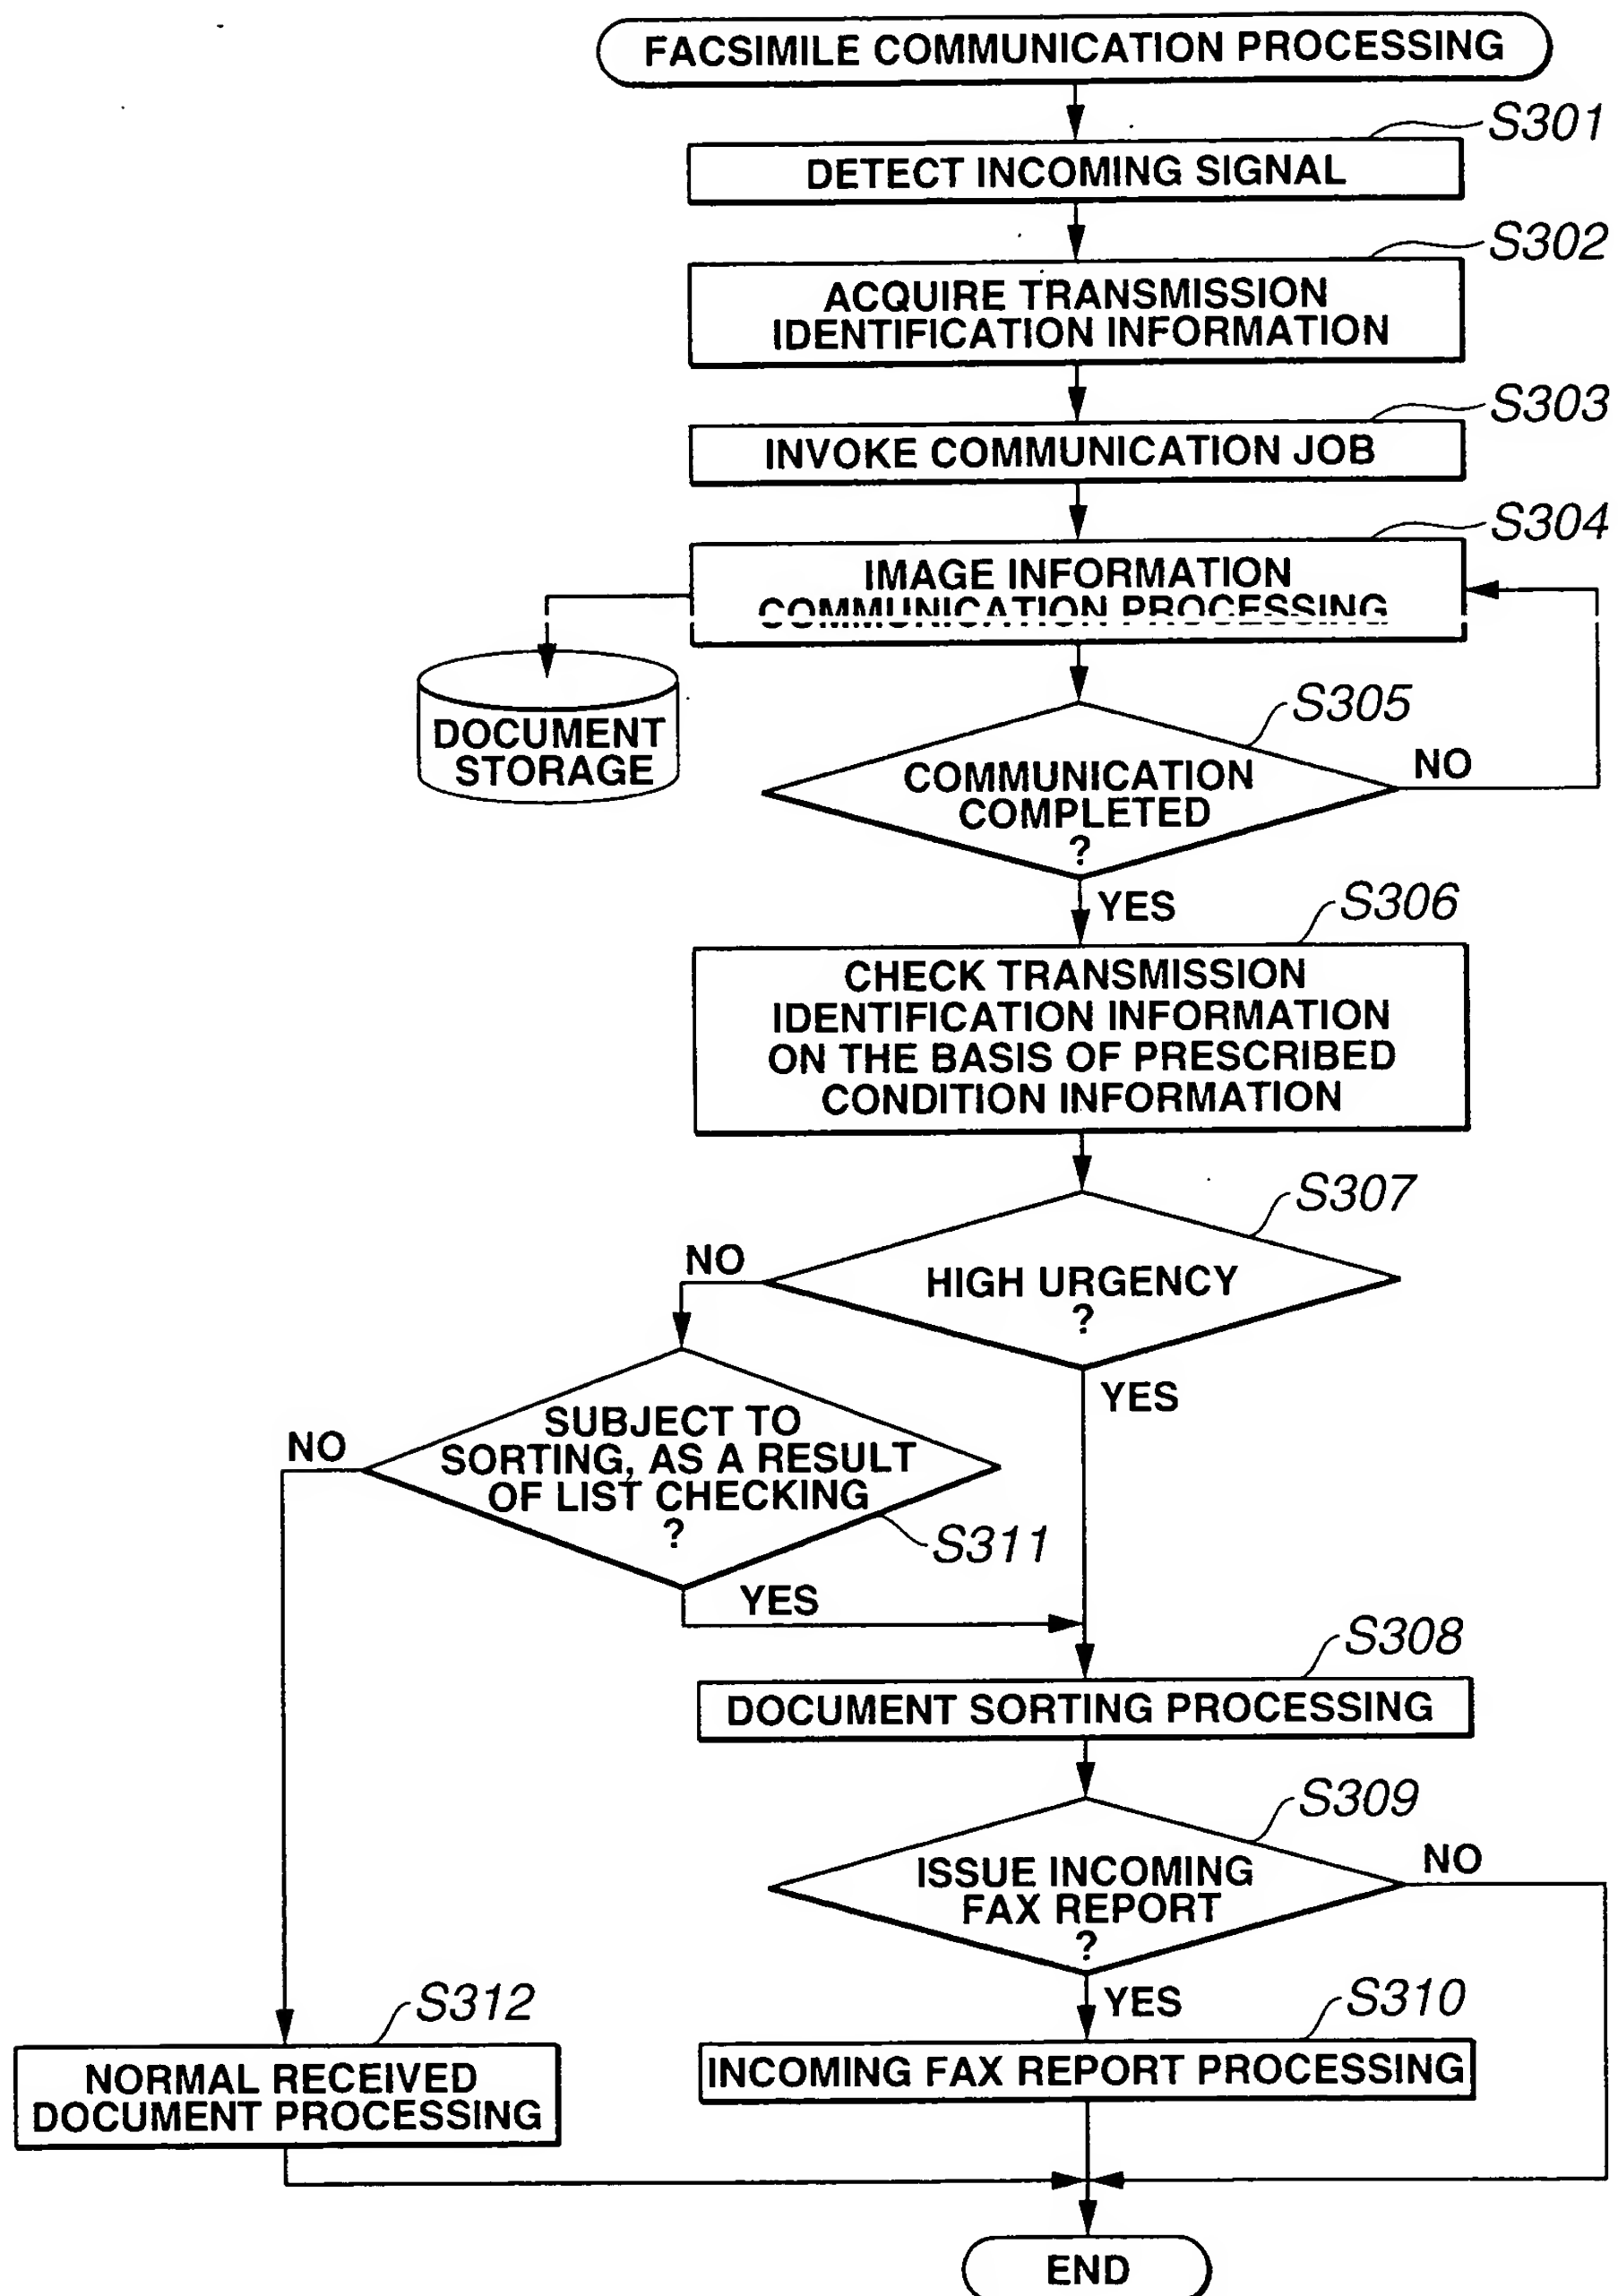 FACSIMILE COMMUNICATION PROCESSING
S301
DETECT INCOMING SIGNAL
S302
ACQUIRE TRANSMISSION
IDENTIFICATION INFORMATION
S303
INVOKE COMMUNICATION JOB
S304
IMAGE INFORMATION
COMMUNICATION PROCESSING
DOCUMENT
STORAGE
S305
COMMUNICATION
COMPLETED
?
NO
YES
S306
CHECK TRANSMISSION
IDENTIFICATION INFORMATION
ON THE BASIS OF PRESCRIBED
CONDITION INFORMATION
S307
HIGH URGENCY
?
NO
YES
SUBJECT TO
SORTING, AS A RESULT
OF LIST CHECKING
?
NO
S311
YES
S308
DOCUMENT SORTING PROCESSING
S309
ISSUE INCOMING
FAX REPORT
?
NO
YES
S310
INCOMING FAX REPORT PROCESSING
S312
NORMAL RECEIVED
DOCUMENT PROCESSING
END